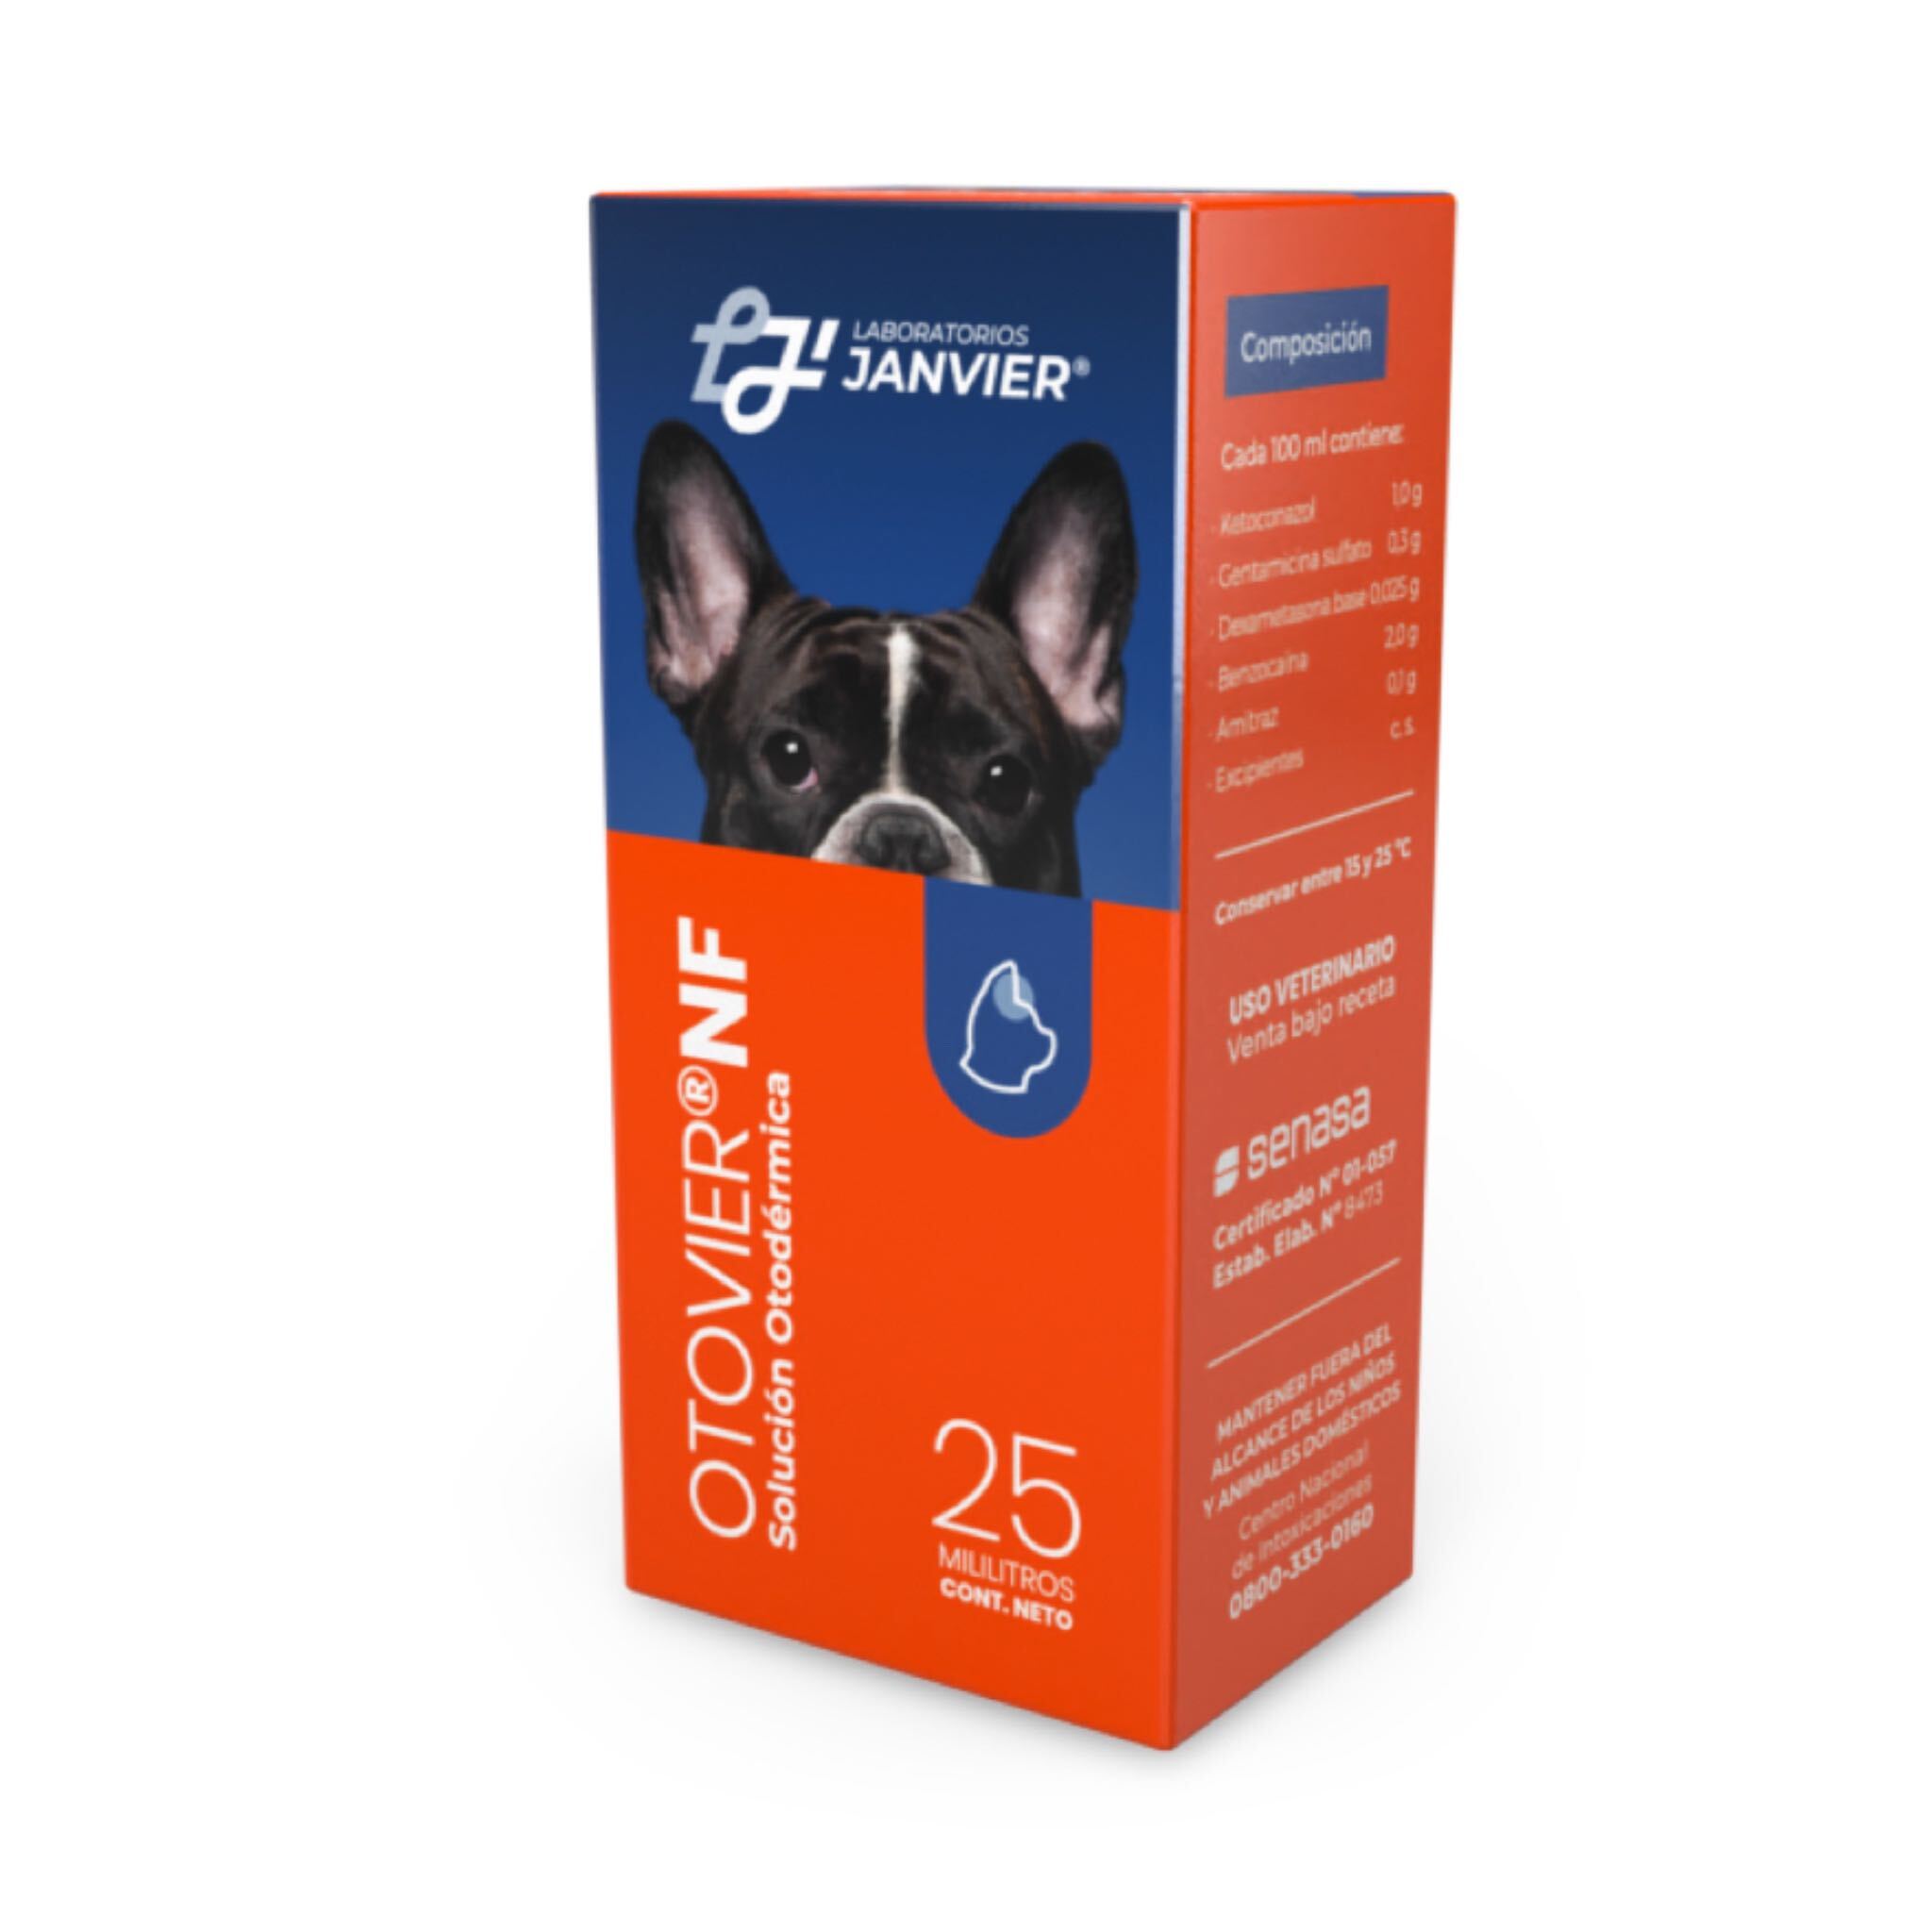 LABORATORIOS
JANVIER®
OTOVIER® NF
Solución Otodérmica
25
MILILITROS
CONT. NETO
Composición
Cada 100 ml contiene:
· Ketoconazol 1,0 g
· Gentamicina sulfato 0,3 g
· Dexametasona base 0,025 g
· Benzocaína 2,0 g
· Amitraz 0,1 g
· Excipientes c. s.
Conservar entre 15 y 25 °C
USO VETERINARIO
Venta bajo receta
senasa
Certificado N° 01-057
Estab. Elab. N° 8473
MANTENER FUERA DEL
ALCANCE DE LOS NIÑOS
Y ANIMALES DOMÉSTICOS
Centro Nacional
de Intoxicaciones
0800-333-0160